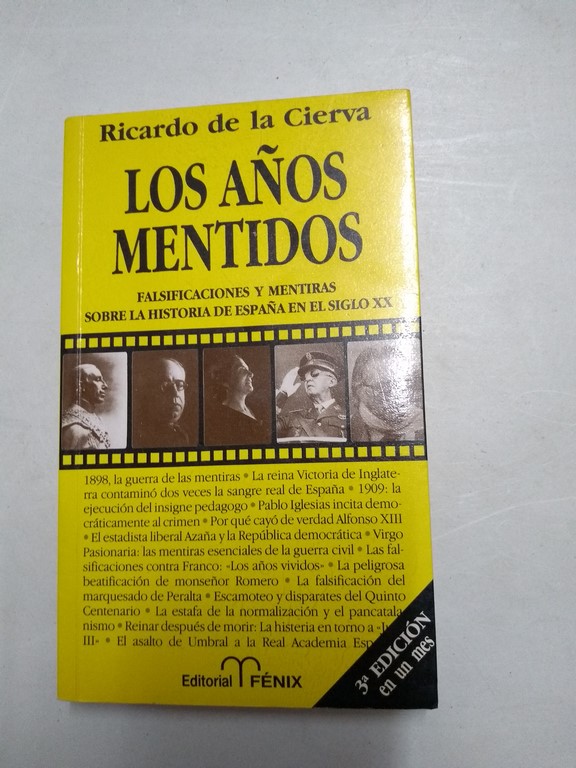 Ricardo de la Cierva
LOS AÑOS
MENTIDOS
FALSIFICACIONES Y MENTIRAS
SOBRE LA HISTORIA DE ESPAÑA EN EL SIGLO XX
1898, la guerra de las mentiras * La reina Victoria de Inglate-
rra contaminó dos veces la sangre real de España * 1909: la
ejecución del insigne pedagogo * Pablo Iglesias incita demo-
cráticamente al crimen * Por qué cayó de verdad Alfonso XIII
* El estadista liberal Azaña y la República democrática * Virgo
Pasionaria: las mentiras esenciales de la guerra civil * Las fal-
sificaciones contra Franco: «Los años vividos» * La peligrosa
beatificación de monseñor Romero * La falsificación del
marquesado de Peralta * Escamoteo y disparates del Quinto
Centenario * La estafa de la normalización y el pancatala-
nismo * Reinar después de morir: La histeria en torno a
III» * El asalto de Umbral a la Real Academia
3ª EDICIÓN
en un mes
Editorial FÉNIX